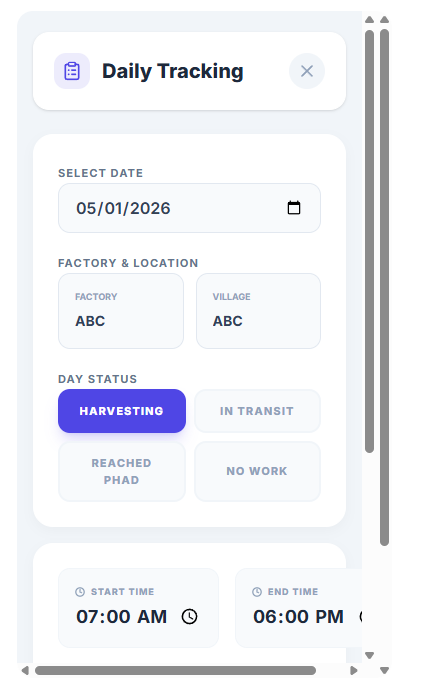 Daily Tracking
SELECT DATE
05/01/2026
FACTORY & LOCATION
FACTORY
VILLAGE
ABC
ABC
DAY STATUS
HARVESTING
IN TRANSIT
REACHED
PHAD
NO WORK
START TIME
END TIME
07:00 AM
06:00 PM